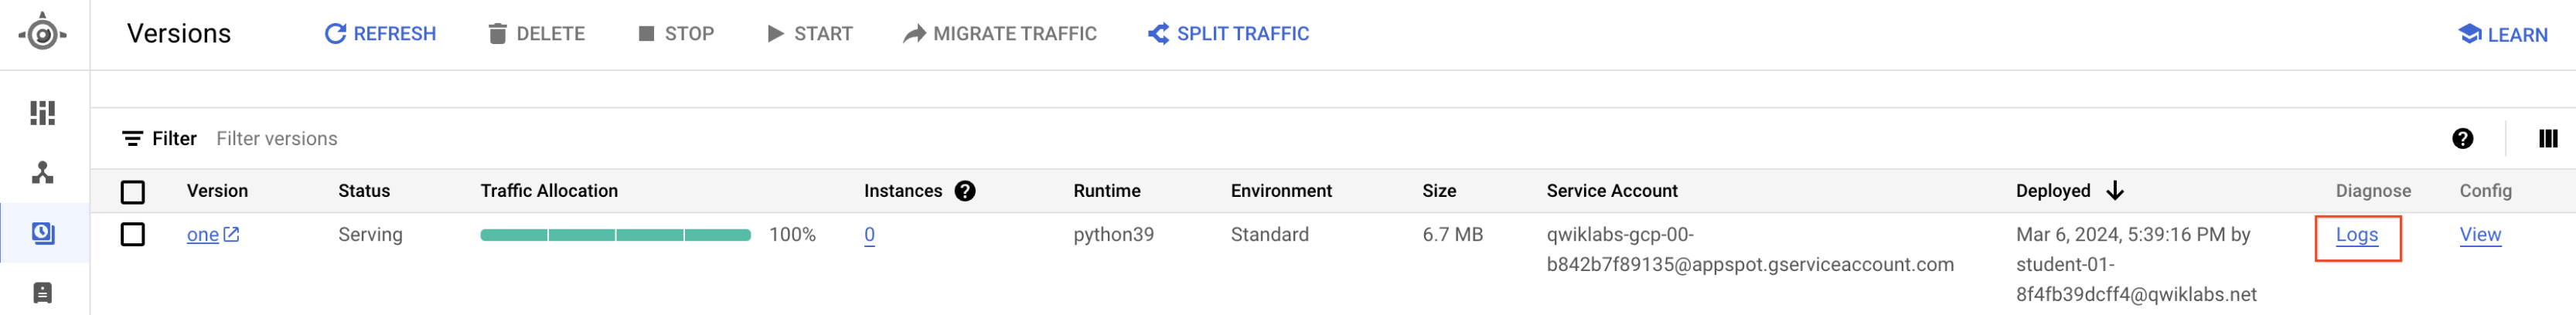 Versions REFRESH DELETE STOP START MIGRATE TRAFFIC SPLIT TRAFFIC LEARN
Filter Filter versions
Version Status Traffic Allocation Instances Runtime Environment Size Service Account Deployed Diagnose Config
one Serving 100% 0 python39 Standard 6.7 MB qwiklabs-gcp-00- Mar 6, 2024, 5:39:16 PM by Logs View
b842b7f89135@appspot.gserviceaccount.com student-01-
8f4fb39dcff4@qwiklabs.net